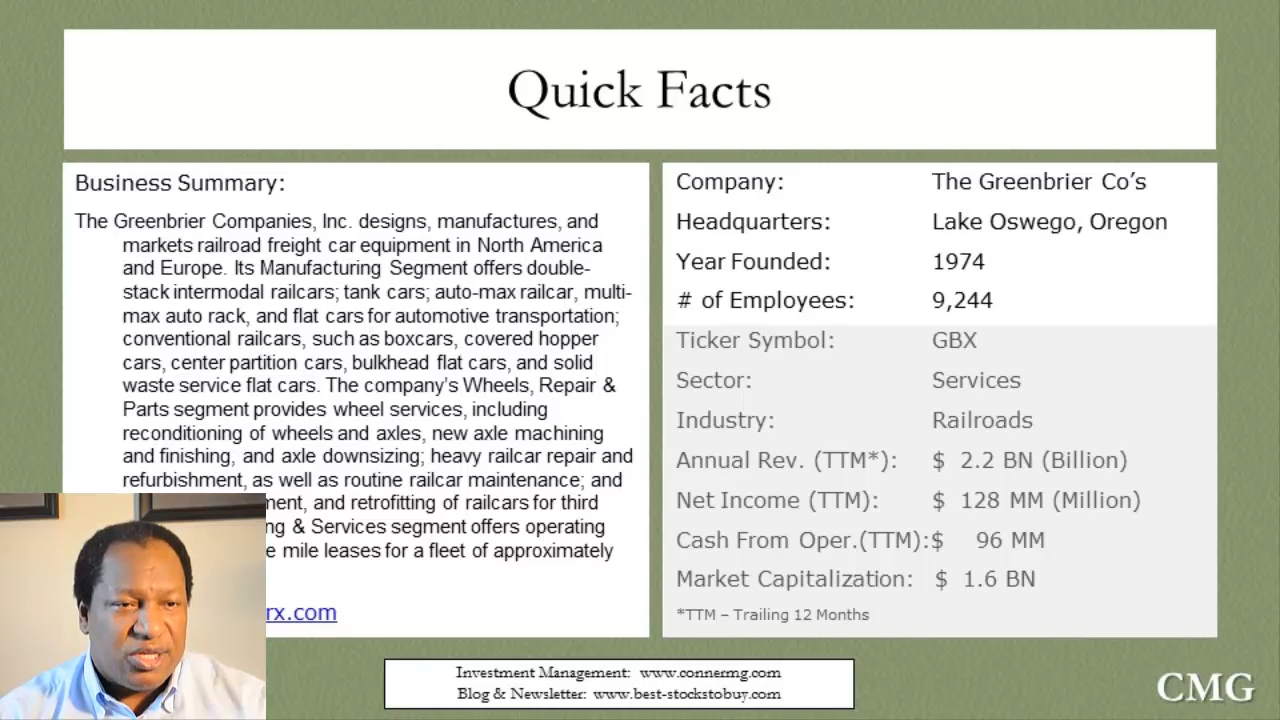 Quick Facts
Business Summary:
The Greenbrier Companies, Inc. designs, manufactures, and
markets railroad freight car equipment in North America
and Europe. Its Manufacturing Segment offers double-
stack intermodal railcars; tank cars; auto-max railcar, multi-
max auto rack, and flat cars for automotive transportation;
conventional railcars, such as boxcars, covered hopper
cars, center partition cars, bulkhead flat cars, and solid
waste service flat cars. The company's Wheels, Repair &
Parts segment provides wheel services, including
reconditioning of wheels and axles, new axle machining
and finishing, and axle downsizing; heavy railcar repair and
refurbishment, as well as routine railcar maintenance; and
ment, and retrofitting of railcars for third
ng & Services segment offers operating
e mile leases for a fleet of approximately
rx.com
Company: The Greenbrier Co's
Headquarters: Lake Oswego, Oregon
Year Founded: 1974
# of Employees: 9,244
Ticker Symbol: GBX
Sector: Services
Industry: Railroads
Annual Rev. (TTM*): $ 2.2 BN (Billion)
Net Income (TTM): $ 128 MM (Million)
Cash From Oper.(TTM):$ 96 MM
Market Capitalization: $ 1.6 BN
*TTM – Trailing 12 Months
Investment Management: www.connermg.com
Blog & Newsletter: www.best-stockstobuy.com
CMG